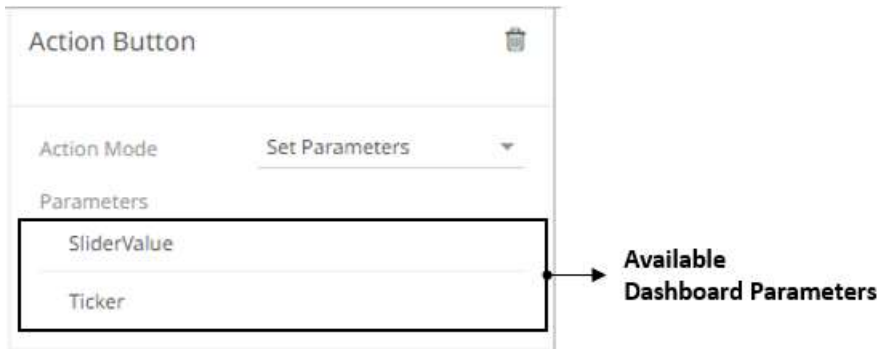 Action Button
Action Mode
Set Parameters
Parameters
SliderValue
Ticker
Available
Dashboard Parameters